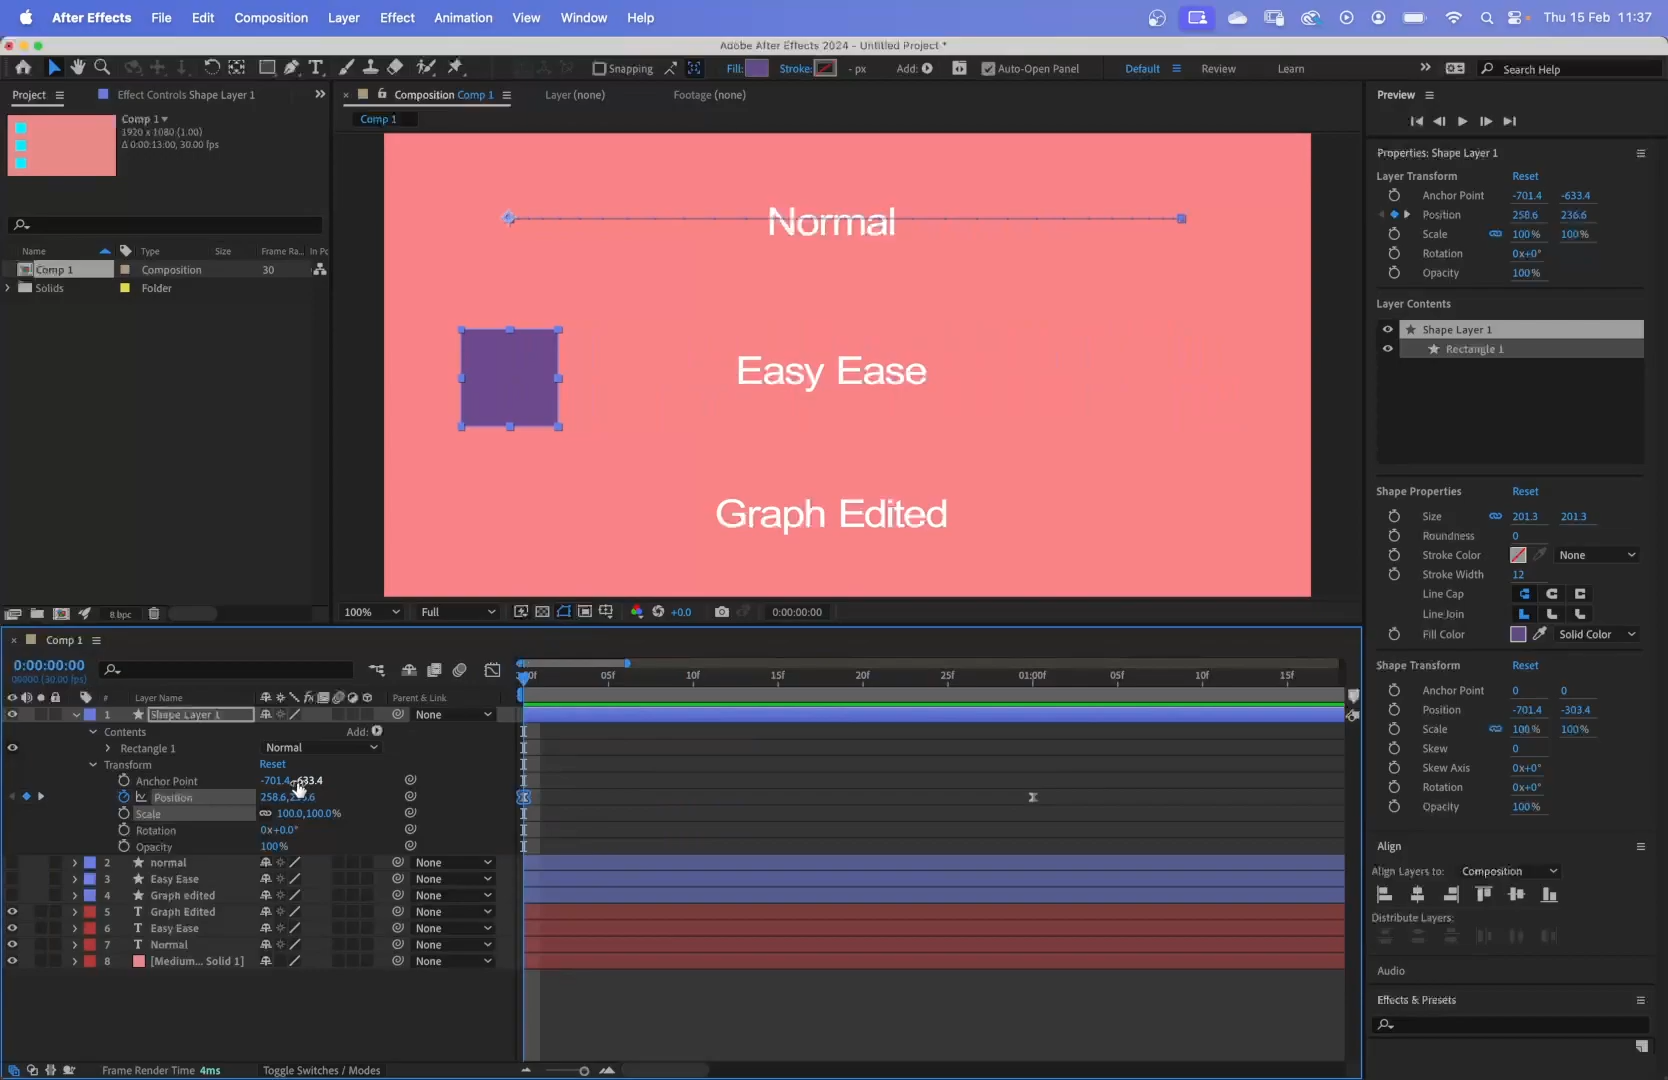 After Effects File Edit Composition Layer Effect Animation View Window Help Thu 15 Feb 11:37
Adobe After Effects 2024 - Untitled Project *
Snapping Fill: Stroke: - px Add: Auto-Open Panel Default Review Learn Search Help
Project Effect Controls Shape Layer 1 Composition Comp 1 Layer (none) Footage (none) Preview
Comp 1
1920 x 1080 (1.00)
Δ 0:00:13:00, 30.00 fps
Comp 1
Properties: Shape Layer 1
Layer Transform Reset
Anchor Point -701.4 -633.4
Position 258.6 236.6
Scale 100% 100%
Rotation 0x+0°
Opacity 100%
Name Type Size Frame Ra... In Po
Comp 1 Composition 30
Solids Folder
Normal
Easy Ease
Graph Edited
Layer Contents
Shape Layer 1
Rectangle 1
Shape Properties Reset
Size 201.3 201.3
Roundness 0
Stroke Color None
Stroke Width 12
Line Cap
Line Join
Fill Color Solid Color
8 bpc 100% Full +0.0 0:00:00:00
Shape Transform Reset
Anchor Point 0 0
Position -701.4 -303.4
Scale 100% 100%
Skew 0
Skew Axis 0x+0°
Rotation 0x+0°
Opacity 100%
Align
Align Layers to: Composition
Distribute Layers:
Audio
Effects & Presets
Comp 1
0:00:00:00
00000 (30.00 fps)
05f 10f 15f 20f 25f 01:00f 05f 10f 15f
# Layer Name Parent & Link
1 Shape Layer 1 None
Contents Add:
Rectangle 1 Normal
Transform Reset
Anchor Point -701.4,-633.4
Position
Scale 100.0,100.0%
Rotation 0x+0.0°
Opacity 100%
2 normal None
3 Easy Ease None
4 Graph edited None
5 T Graph Edited None
6 T Easy Ease None
7 T Normal None
8 [Medium... Solid 1] None
Frame Render Time 4ms Toggle Switches / Modes